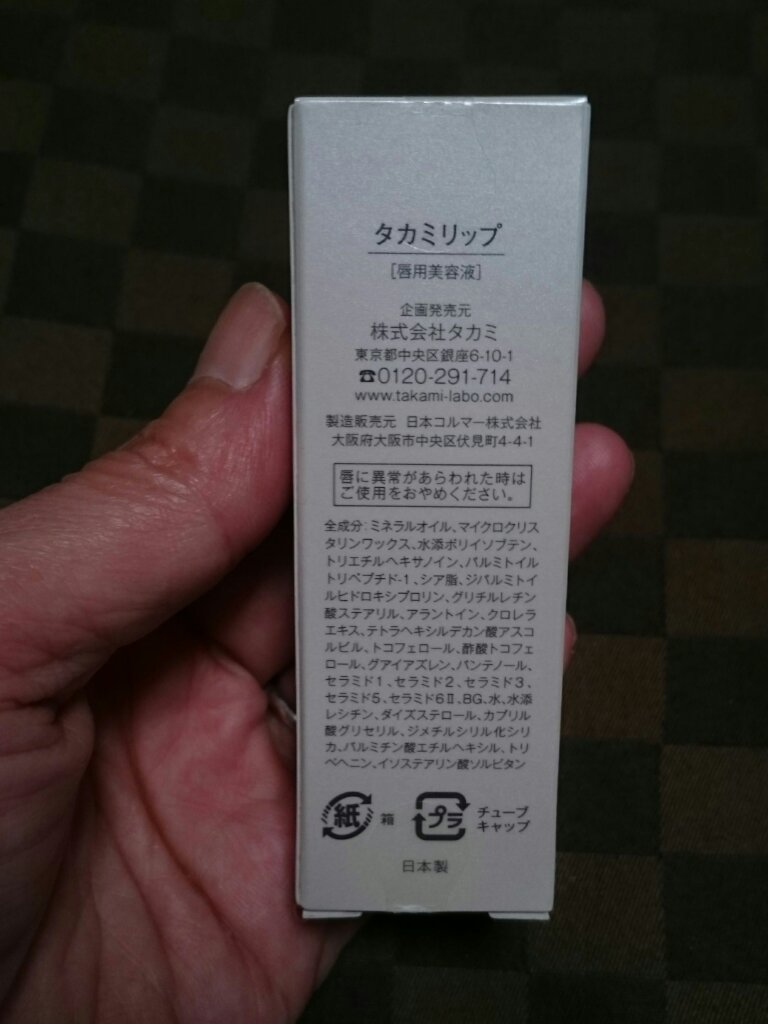 タカミリップ
[唇用美容液]
企画発売元
株式会社タカミ
東京都中央区銀座6-10-1
☎0120-291-714
www.takami-labo.com
製造販売元 日本コルマー株式会社
大阪府大阪市中央区伏見町4-4-1
唇に異常があらわれた時は
ご使用をおやめください。
全成分:ミネラルオイル、マイクロクリス
タリンワックス、水添ポリイソブテン、
トリエチルヘキサノイン、パルミトイル
トリペプチド-1、シア脂、ジパルミトイ
ルヒドロキシプロリン、グリチルレチン
酸ステアリル、アラントイン、クロレラ
エキス、テトラヘキシルデカン酸アスコ
ルビル、トコフェロール、酢酸トコフェ
ロール、グアイアズレン、パンテノール、
セラミド1、セラミド2、セラミド3、
セラミド5、セラミド6Ⅱ、BG、水、水添
レシチン、ダイズステロール、カプリル
酸グリセリル、ジメチルシリル化シリ
カ、パルミチン酸エチルヘキシル、トリ
ベヘニン、イソステアリン酸ソルビタン
紙 箱 プラ チューブ
キャップ
日本製